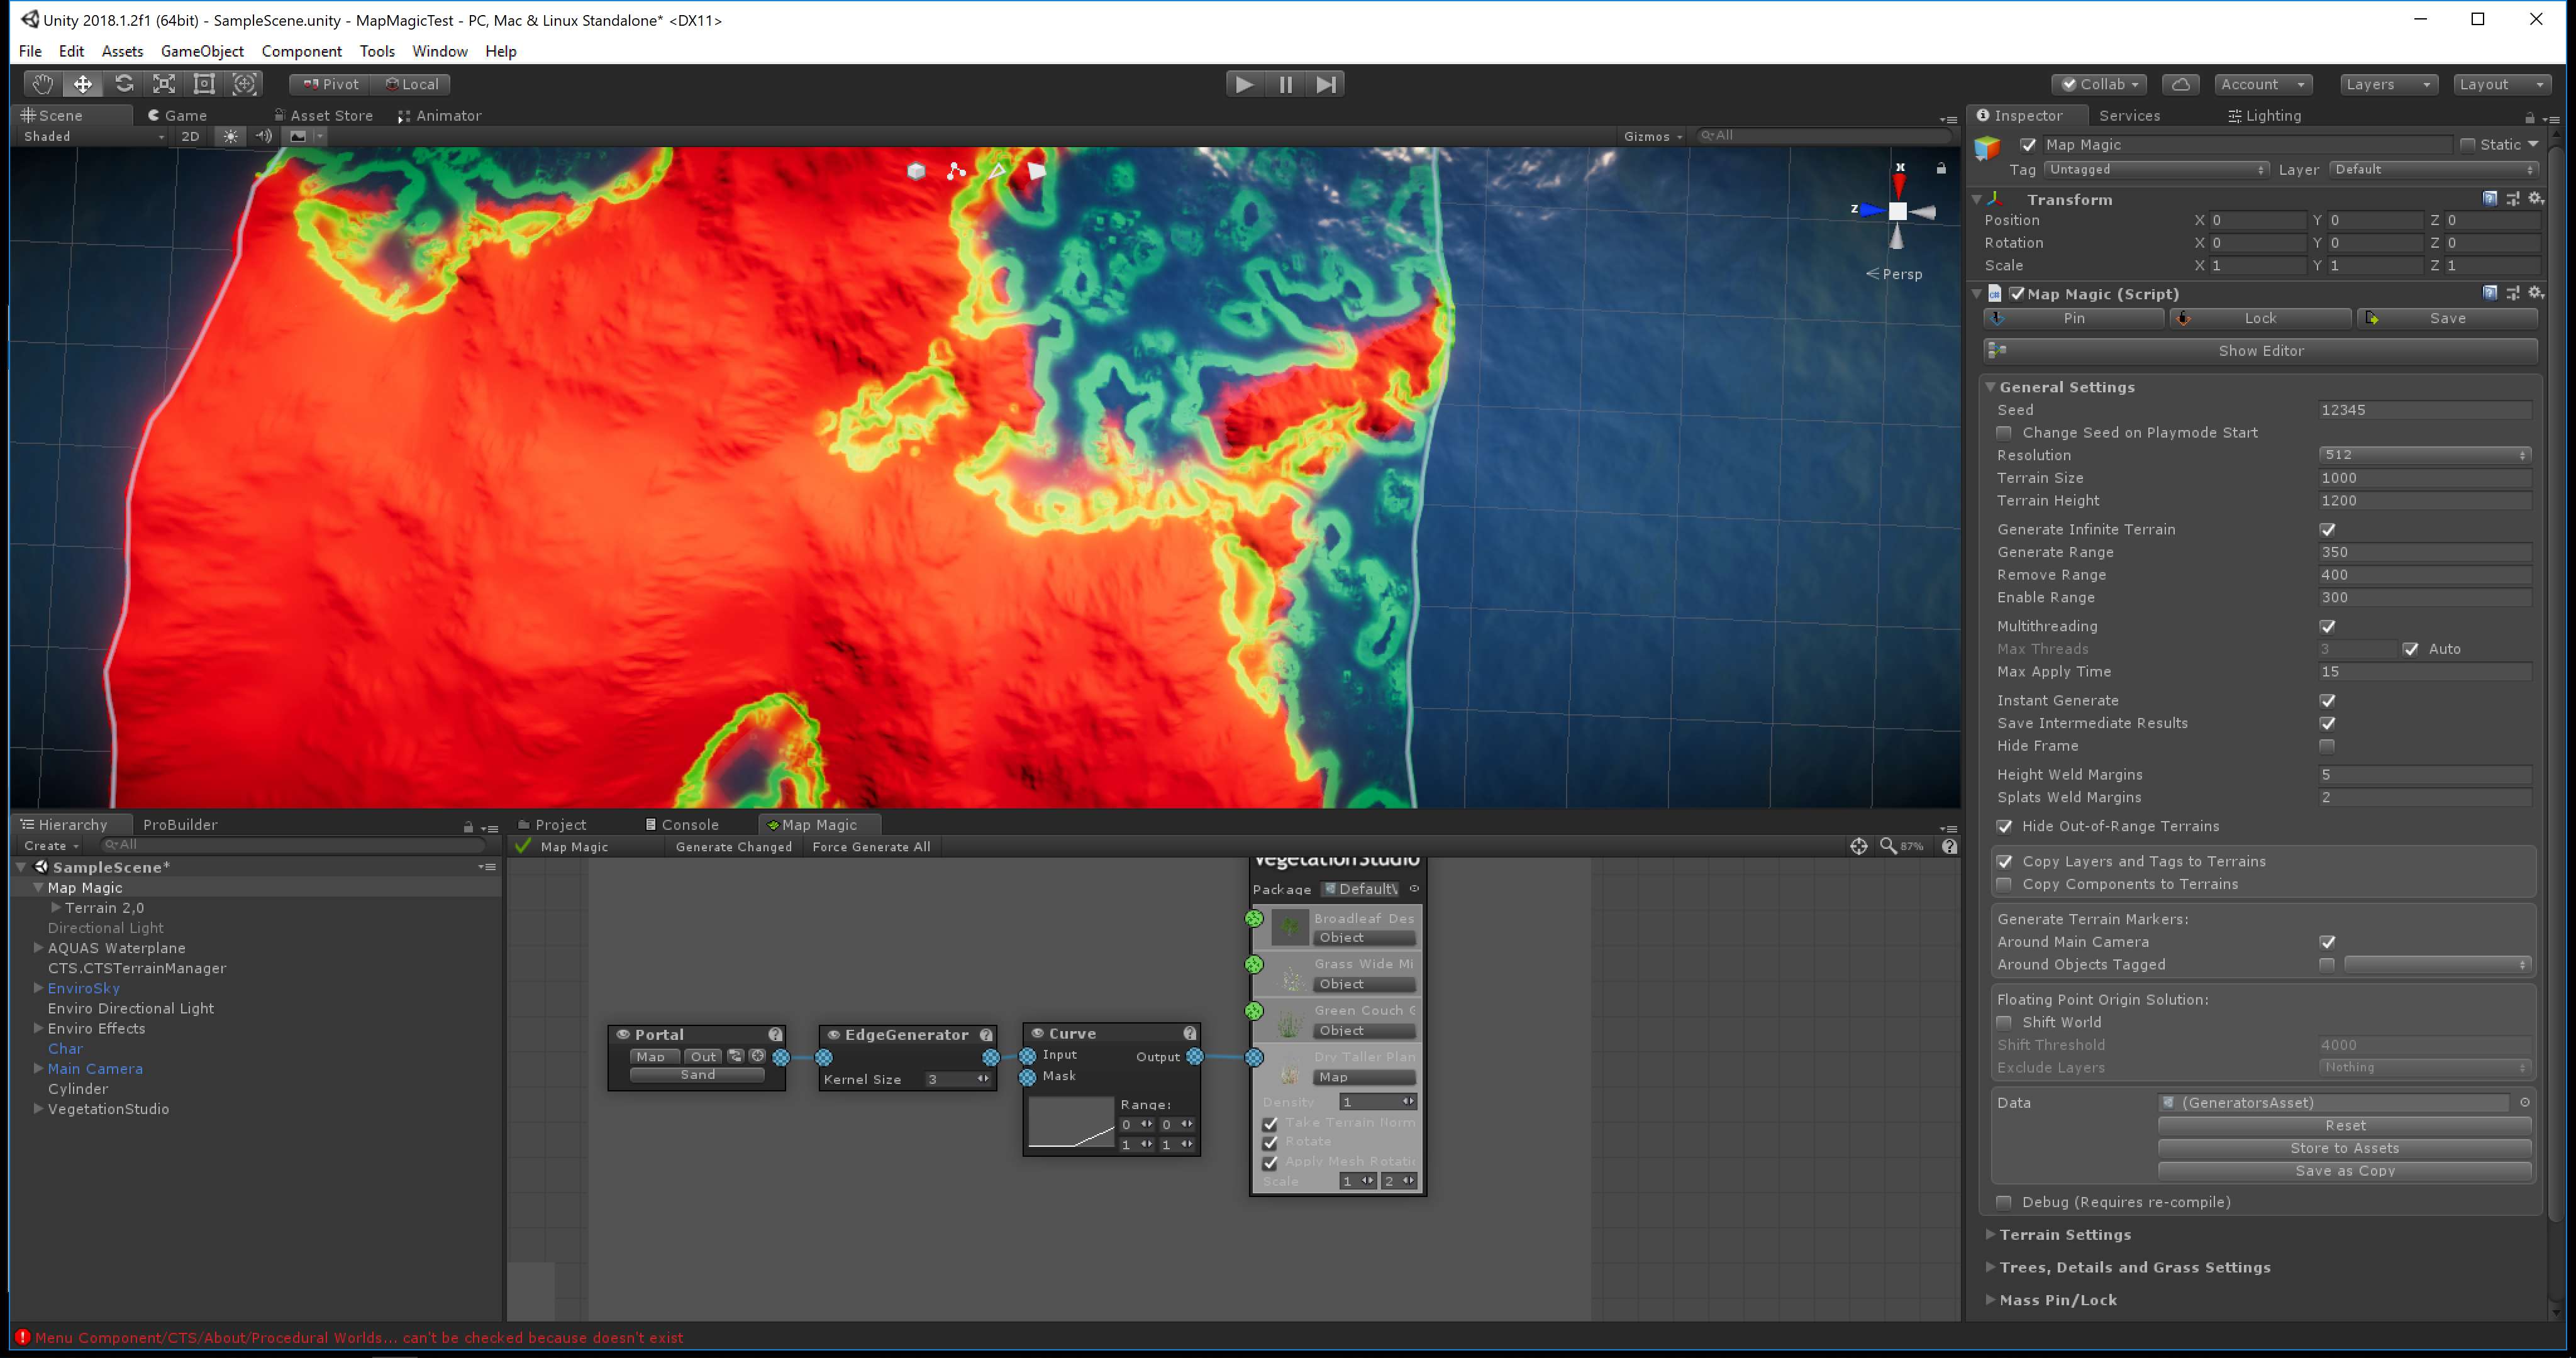 Unity 2018.1.2f1 (64bit) - SampleScene.unity - MapMagicTest - PC, Mac & Linux Standalone* <DX11>
File Edit Assets GameObject Component Tools Window Help
Pivot Local
Collab Account Layers Layout
Scene Game Asset Store Animator
Shaded 2D Gizmos All
x
z
Persp
Inspector Services Lighting
Map Magic Static
Tag Untagged Layer Default
Transform
Position X 0 Y 0 Z 0
Rotation X 0 Y 0 Z 0
Scale X 1 Y 1 Z 1
Map Magic (Script)
Pin Lock Save
Show Editor
General Settings
Seed 12345
Change Seed on Playmode Start
Resolution 512
Terrain Size 1000
Terrain Height 1200
Generate Infinite Terrain
Generate Range 350
Remove Range 400
Enable Range 300
Multithreading
Max Threads 3 Auto
Max Apply Time 15
Instant Generate
Save Intermediate Results
Hide Frame
Height Weld Margins 5
Splats Weld Margins 2
Hide Out-of-Range Terrains
Copy Layers and Tags to Terrains
Copy Components to Terrains
Generate Terrain Markers:
Around Main Camera
Around Objects Tagged
Floating Point Origin Solution:
Shift World
Shift Threshold 4000
Exclude Layers Nothing
Data (GeneratorsAsset)
Reset
Store to Assets
Save as Copy
Debug (Requires re-compile)
Terrain Settings
Trees, Details and Grass Settings
Mass Pin/Lock
Hierarchy ProBuilder
Create All
SampleScene*
Map Magic
Terrain 2,0
Directional Light
AQUAS Waterplane
CTS.CTSTerrainManager
EnviroSky
Enviro Directional Light
Enviro Effects
Char
Main Camera
Cylinder
VegetationStudio
Project Console Map Magic
Map Magic Generate Changed Force Generate All 87%
Portal
Map Out
Sand
EdgeGenerator
Kernel Size 3
Curve
Input Output
Mask
Range:
0 0
1 1
VegetationStudio
Package DefaultV
Broadleaf Des
Object
Grass Wide Mi
Object
Green Couch G
Object
Dry Taller Plan
Map
Density 1
Take Terrain Norm
Rotate
Apply Mesh Rotati
Scale 1 2
Menu Component/CTS/About/Procedural Worlds... can't be checked because doesn't exist